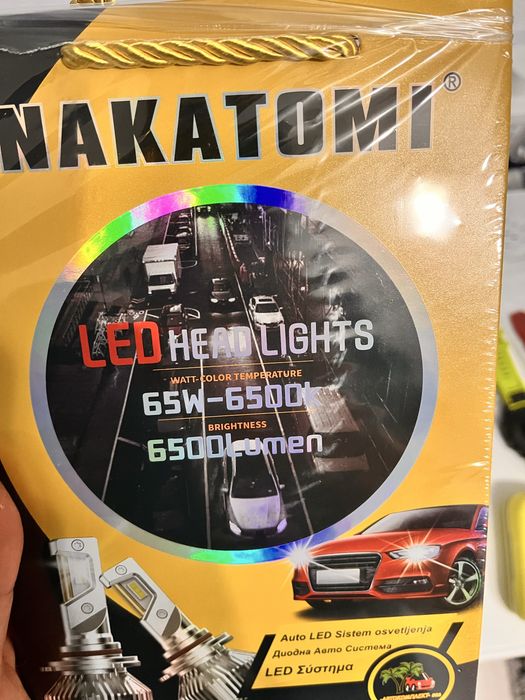 NAKATOMI®
LED HEAD LIGHTS
WATT-COLOR TEMPERATURE
65W-6500k
BRIGHTNESS
6500Lumen
Auto LED Sistem osvetljenja
Диодна Авто Система
LED Σύστημα